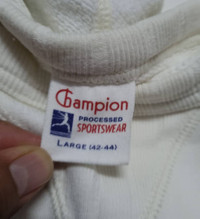 Champion
PROCESSED
SPORTSWEAR
LARGE (42-44)